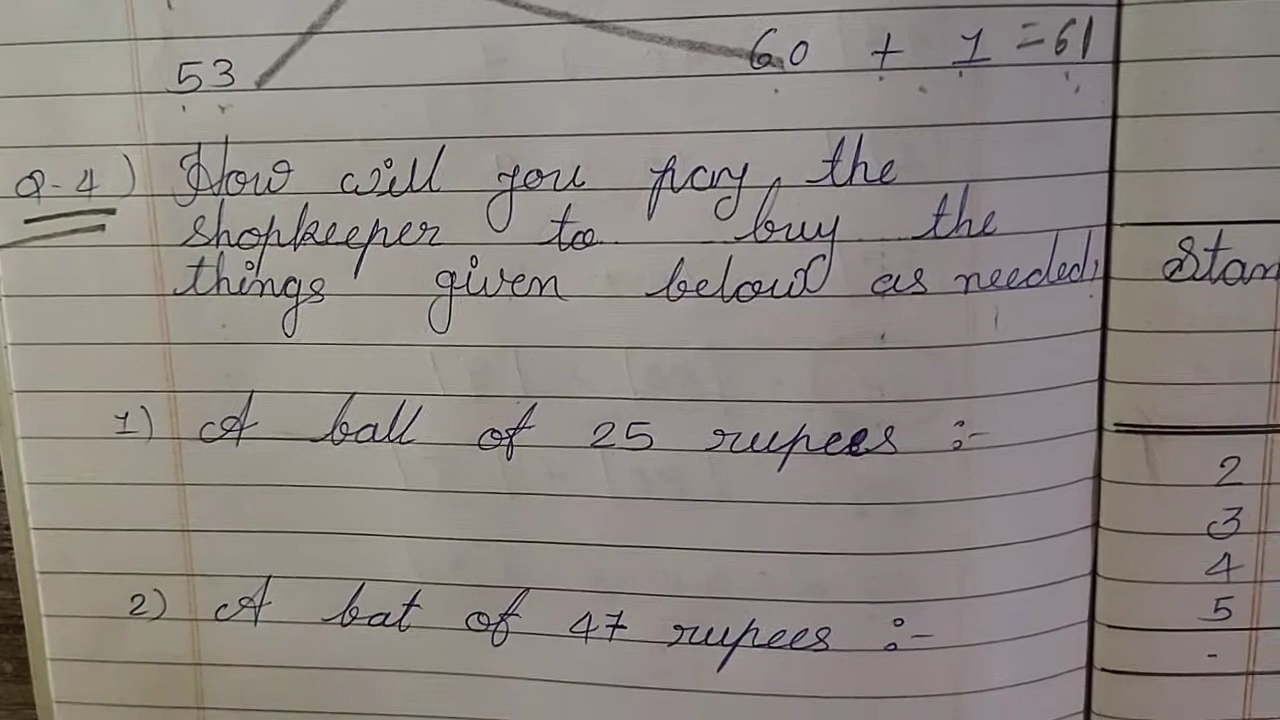 53
60 + 1 = 61
Q-4) How will you pay the
shopkeeper to buy the
things given below as needed
1) A ball of 25 rupees :-
2) A bat of 47 rupees :-
Stan
2
3
4
5
-